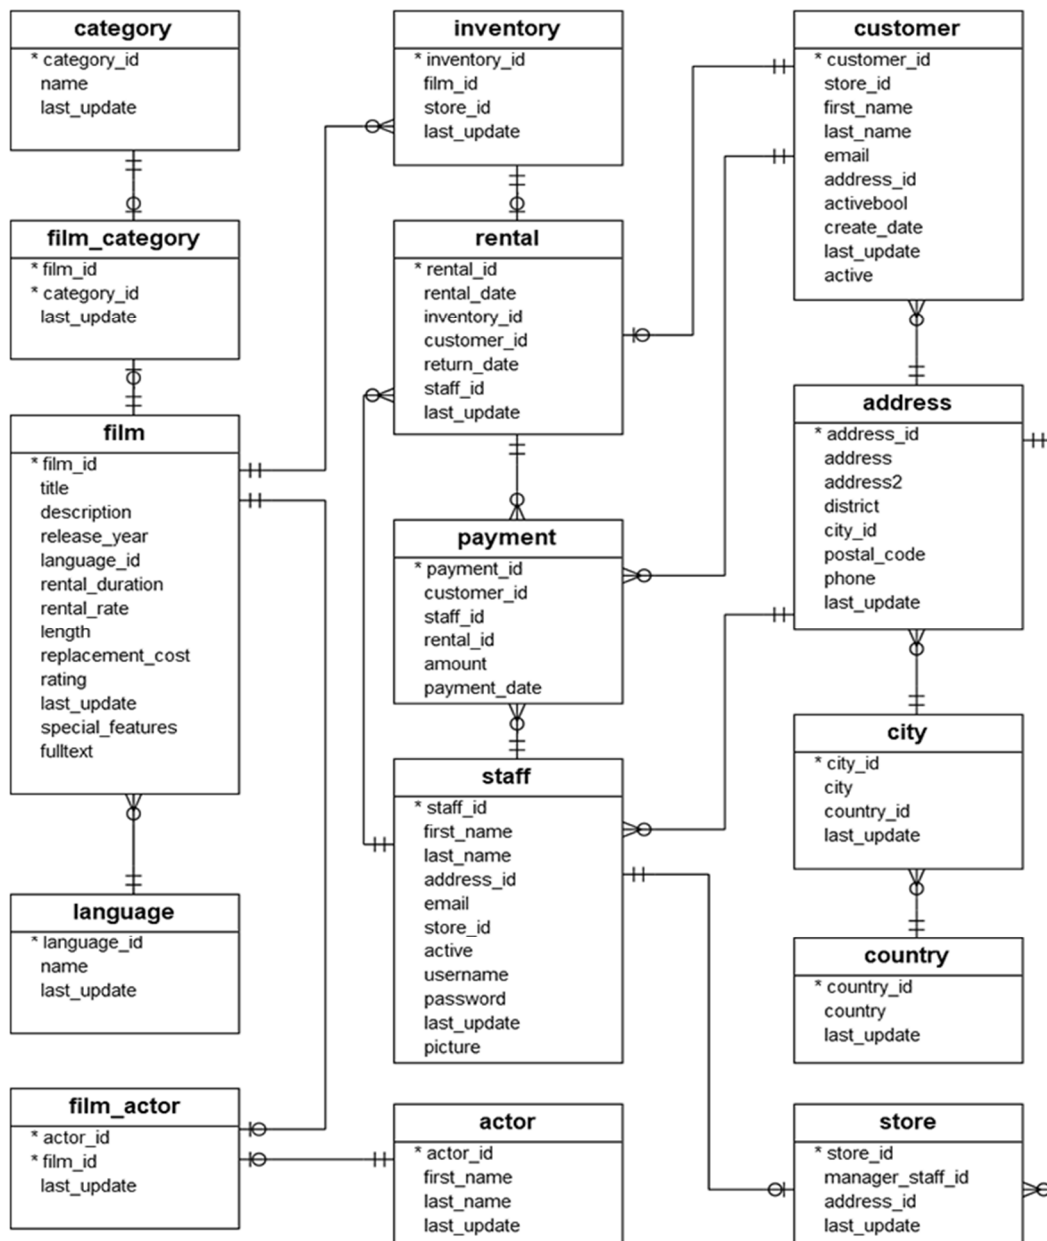 category
* category_id
name
last_update
film_category
* film_id
* category_id
last_update
film
* film_id
title
description
release_year
language_id
rental_duration
rental_rate
length
replacement_cost
rating
last_update
special_features
fulltext
language
* language_id
name
last_update
film_actor
* actor_id
* film_id
last_update
inventory
* inventory_id
film_id
store_id
last_update
rental
* rental_id
rental_date
inventory_id
customer_id
return_date
staff_id
last_update
payment
* payment_id
customer_id
staff_id
rental_id
amount
payment_date
staff
* staff_id
first_name
last_name
address_id
email
store_id
active
username
password
last_update
picture
actor
* actor_id
first_name
last_name
last_update
customer
* customer_id
store_id
first_name
last_name
email
address_id
activebool
create_date
last_update
active
address
* address_id
address
address2
district
city_id
postal_code
phone
last_update
city
* city_id
city
country_id
last_update
country
* country_id
country
last_update
store
* store_id
manager_staff_id
address_id
last_update